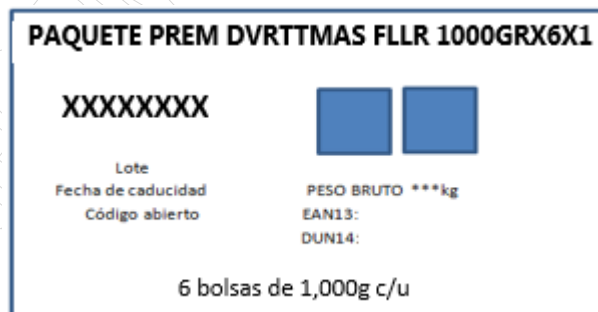 PAQUETE PREM DVRTTMAS FLLR 1000GRX6X1
XXXXXXXX
Lote
Fecha de caducidad
Código abierto
PESO BRUTO ***kg
EAN13:
DUN14:
6 bolsas de 1,000g c/u